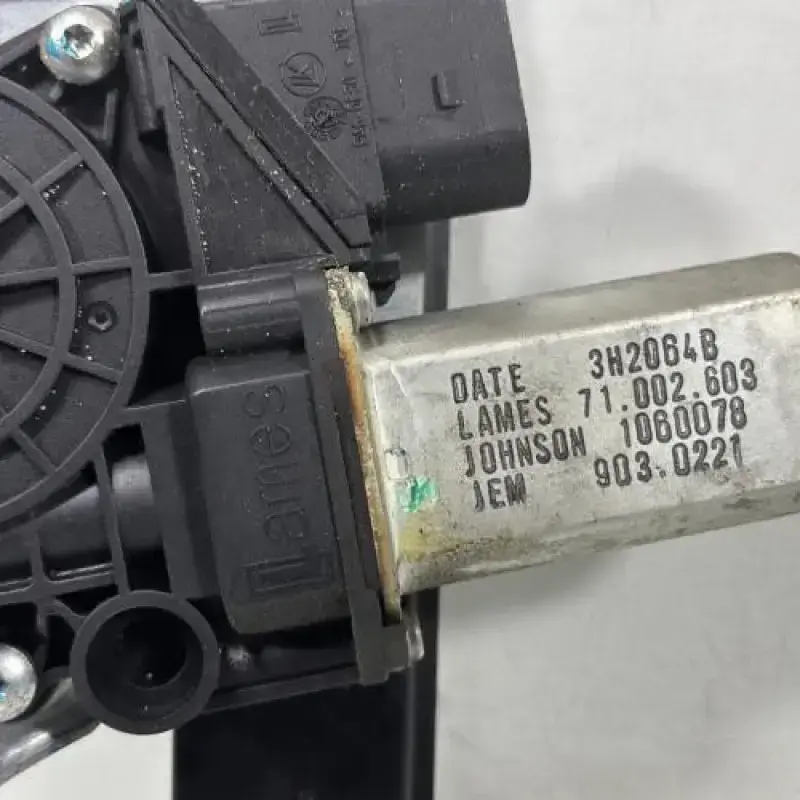 DATE 3H2064B
LAMES 71.002.603
JOHNSON 1060078
JEM 903.0221
Lames